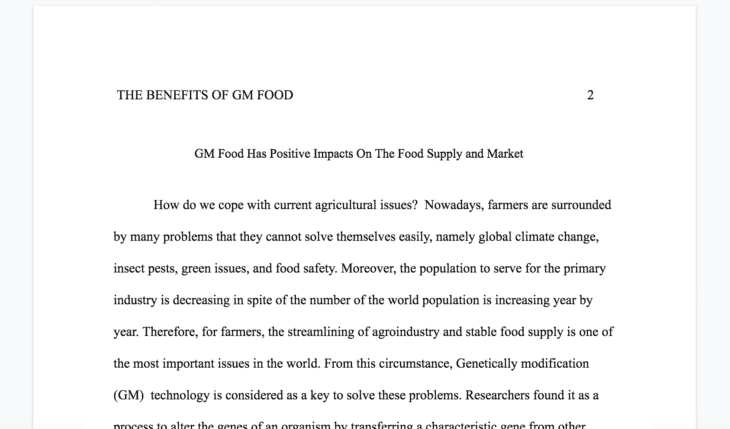 THE BENEFITS OF GM FOOD 2
GM Food Has Positive Impacts On The Food Supply and Market
How do we cope with current agricultural issues?  Nowadays, farmers are surrounded
by many problems that they cannot solve themselves easily, namely global climate change,
insect pests, green issues, and food safety. Moreover, the population to serve for the primary
industry is decreasing in spite of the number of the world population is increasing year by
year. Therefore, for farmers, the streamlining of agroindustry and stable food supply is one of
the most important issues in the world. From this circumstance, Genetically modification
(GM)  technology is considered as a key to solve these problems. Researchers found it as a
process to alter the genes of an organism by transferring a characteristic gene from other